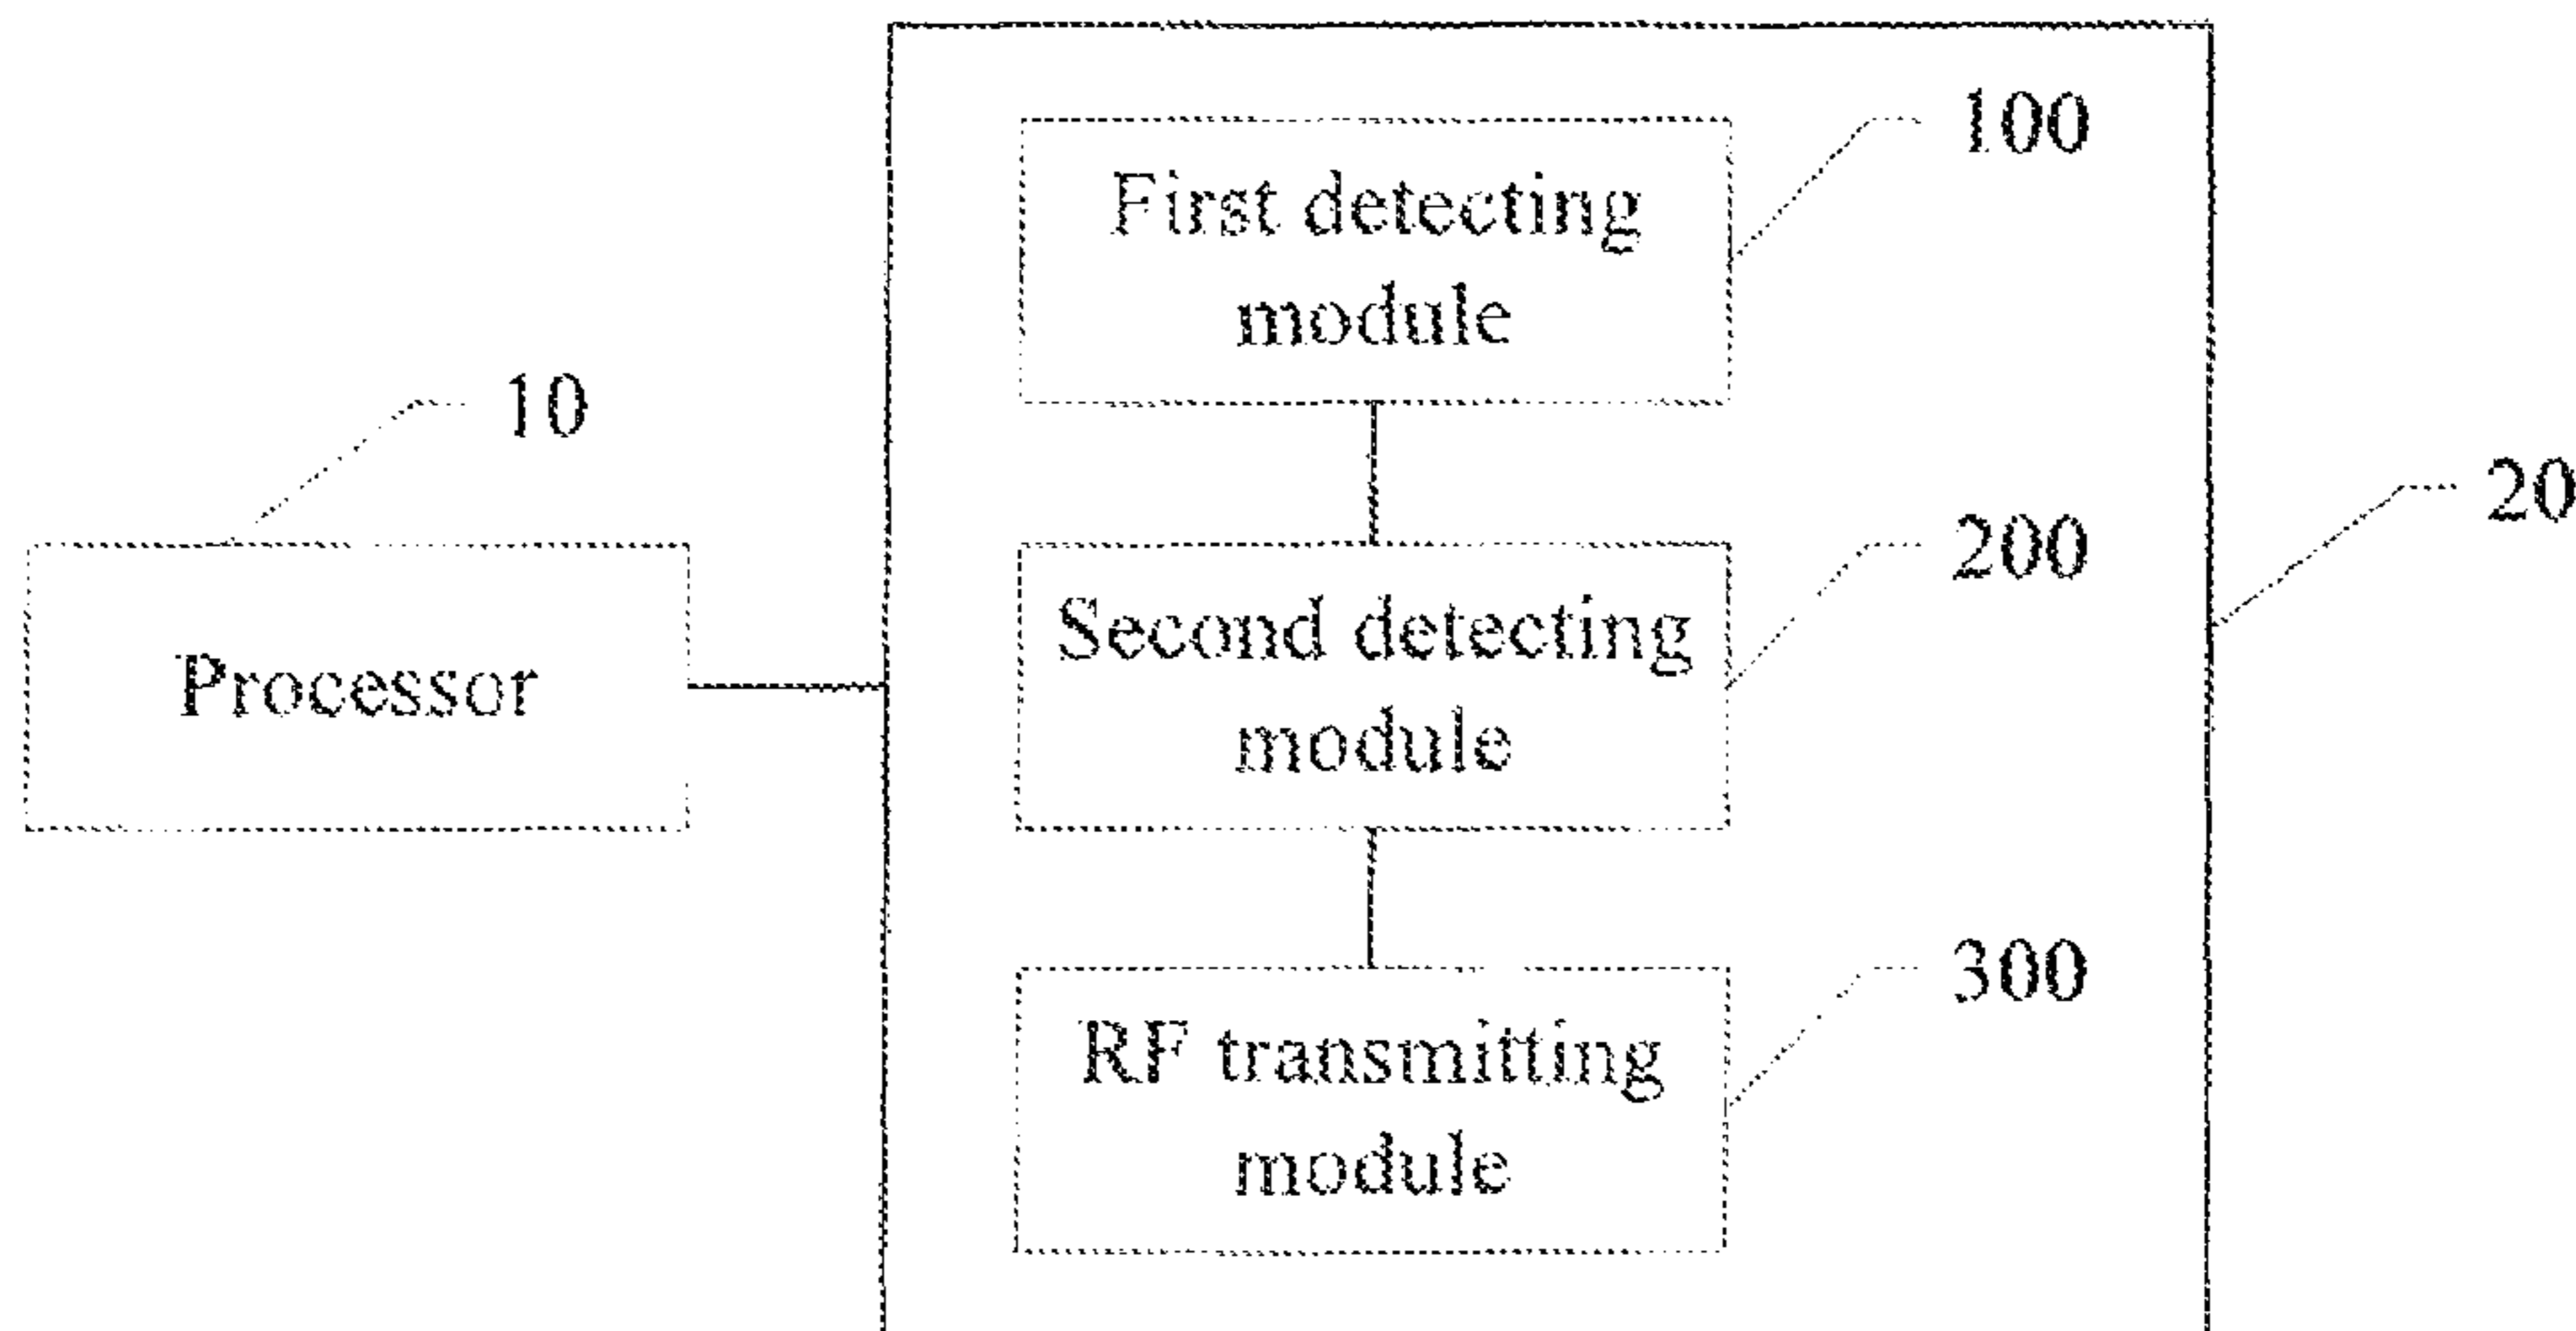 100
First detecting
module
10
20
200
Second detecting
module
Processor
300
RF transmitting
module